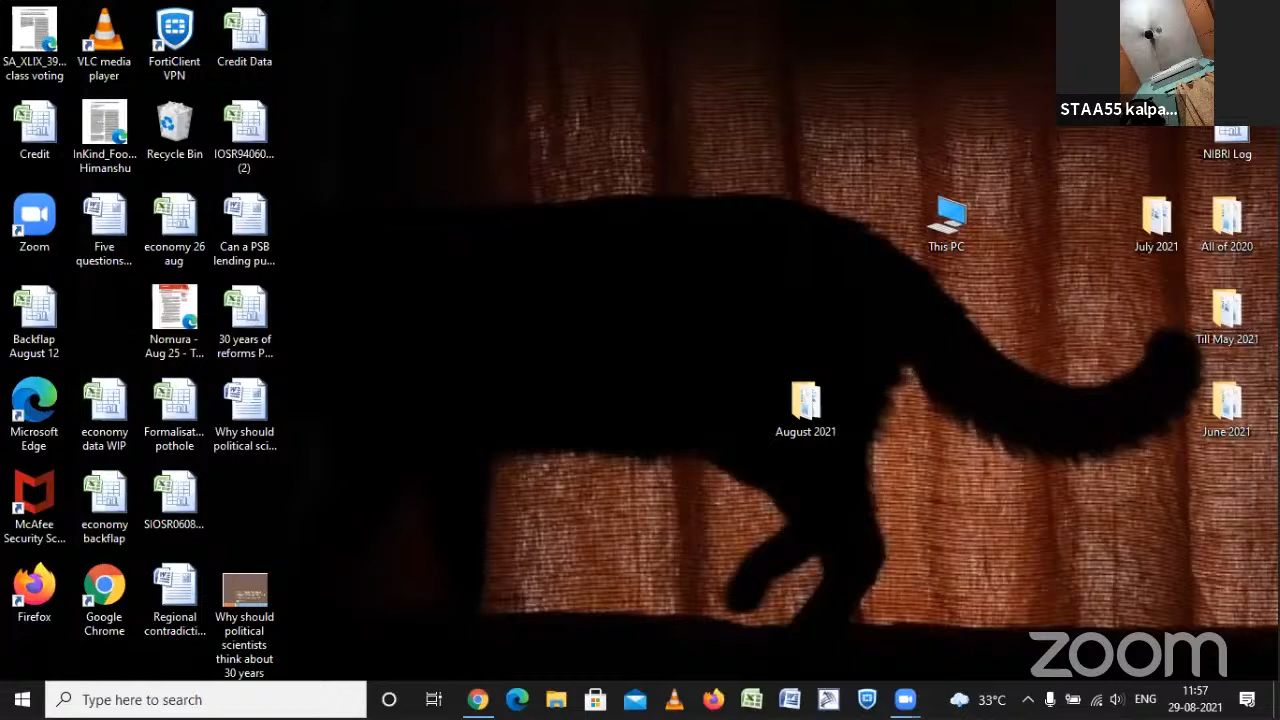 SA_XLIX_39...
class voting
VLC media
player
FortiClient
VPN
Credit Data
STAA55 kalpa...
Credit
InKind_Foo...
Himanshu
Recycle Bin
IOSR94060...
(2)
NIBRI Log
Zoom
Five
questions...
economy 26
aug
Can a PSB
lending pu...
This PC
July 2021
All of 2020
Backflap
August 12
Nomura -
Aug 25 - T...
30 years of
reforms P...
Till May 2021
Microsoft
Edge
economy
data WIP
Formalisat...
pothole
Why should
political sci...
August 2021
June 2021
McAfee
Security Sc...
economy
backflap
SIOSR0608...
Firefox
Google
Chrome
Regional
contradicti...
Why should
political
scientists
think about
30 years
zoom
Type here to search
33°C
ENG
11:57
29-08-2021